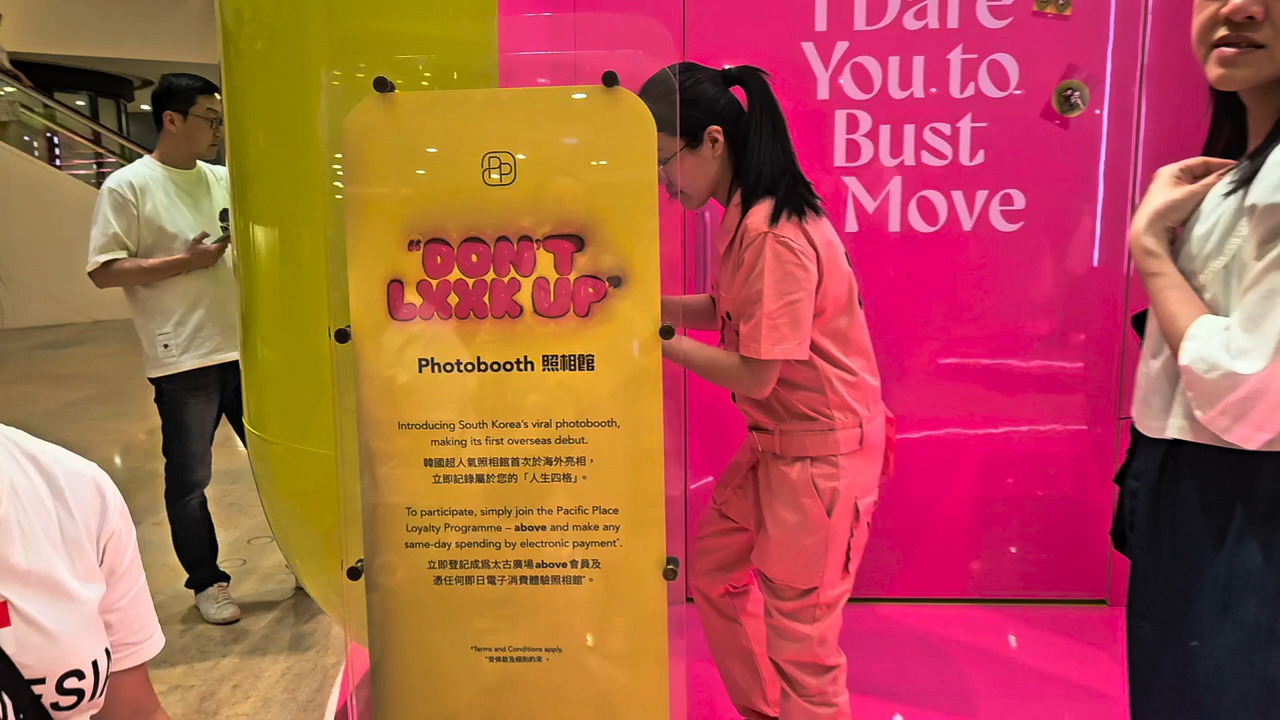 "DON'T
LXXK UP"
Photobooth 照相館
Introducing South Korea's viral photobooth,
making its first overseas debut.
韓國超人氣照相館首次於海外亮相，
立即記錄屬於您的「人生四格」。
To participate, simply join the Pacific Place
Loyalty Programme – above and make any
same-day spending by electronic payment*.
立即登記成為太古廣場above會員及
憑任何即日電子消費體驗照相館*。
*Terms and Conditions apply.
*受條款及細則約束。
I Dare
You to
Bust
Move
ESIA